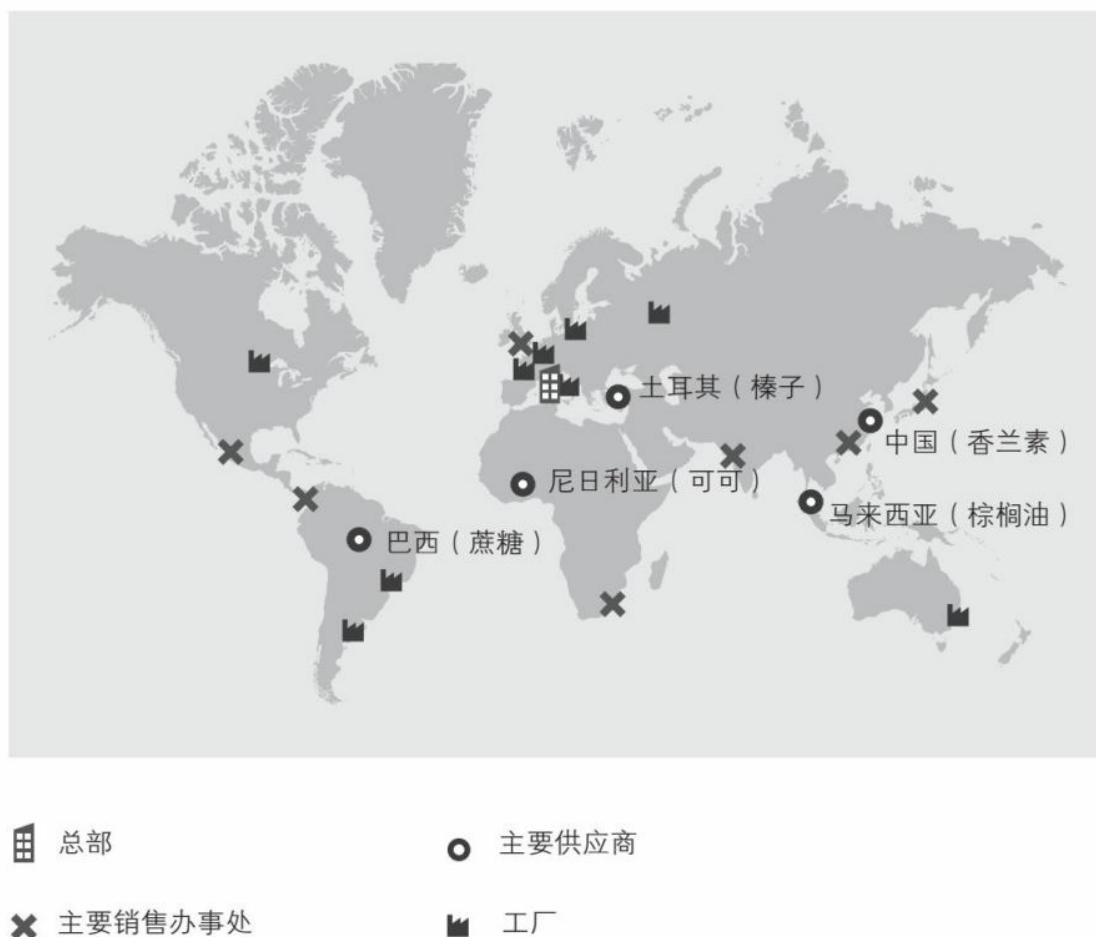 土耳其（榛子）
中国（香兰素）
尼日利亚（可可）
马来西亚（棕榈油）
巴西（蔗糖）
总部
主要供应商
主要销售办事处
工厂